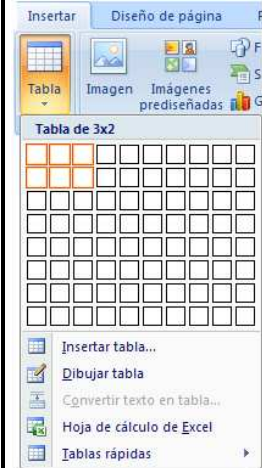 Insertar Diseño de página
Tabla Imagen Imágenes
prediseñadas
Tabla de 3x2
Insertar tabla...
Dibujar tabla
Convertir texto en tabla...
Hoja de cálculo de Excel
Tablas rápidas